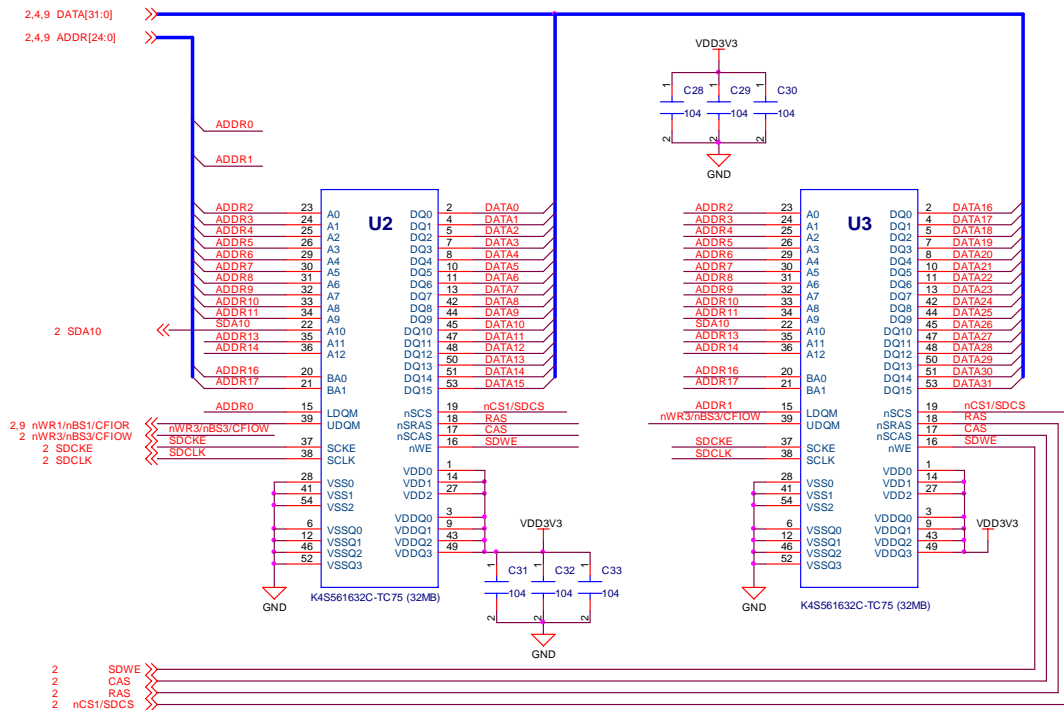 2,4,9 DATA[31:0]
2,4,9 ADDR[24:0]
VDD3V3
1 C28 1 C29 1 C30
104 104 104
2 2 2
GND
ADDR0
ADDR1
U2
ADDR2 23 A0 DQ0 2 DATA0
ADDR3 24 A1 DQ1 4 DATA1
ADDR4 25 A2 DQ2 5 DATA2
ADDR5 26 A3 DQ3 7 DATA3
ADDR6 29 A4 DQ4 8 DATA4
ADDR7 30 A5 DQ5 10 DATA5
ADDR8 31 A6 DQ6 11 DATA6
ADDR9 32 A7 DQ7 13 DATA7
ADDR10 33 A8 DQ8 42 DATA8
ADDR11 34 A9 DQ9 44 DATA9
2 SDA10 SDA10 22 A10 DQ10 45 DATA10
ADDR13 35 A11 DQ11 47 DATA11
ADDR14 36 A12 DQ12 48 DATA12
DQ13 50 DATA13
ADDR16 20 BA0 DQ14 51 DATA14
ADDR17 21 BA1 DQ15 53 DATA15
ADDR0 15 LDQM nSCS 19 nCS1/SDCS
2,9 nWR1/nBS1/CFIOR 39 UDQM nSRAS 18 RAS
2 nWR3/nBS3/CFIOW nWR3/nBS3/CFIOW nSCAS 17 CAS
2 SDCKE SDCKE 37 SCKE nWE 16 SDWE
2 SDCLK SDCLK 38 SCLK
VDD0 1
28 VSS0 VDD1 14
41 VSS1 VDD2 27
54 VSS2
VDDQ0 3
6 VSSQ0 VDDQ1 9
12 VSSQ1 VDDQ2 43
46 VSSQ2 VDDQ3 49
52 VSSQ3
VDD3V3
1 C31 1 C32 1 C33
104 104 104
2 2 2
GND
GND
K4S561632C-TC75 (32MB)
U3
ADDR2 23 A0 DQ0 2 DATA16
ADDR3 24 A1 DQ1 4 DATA17
ADDR4 25 A2 DQ2 5 DATA18
ADDR5 26 A3 DQ3 7 DATA19
ADDR6 29 A4 DQ4 8 DATA20
ADDR7 30 A5 DQ5 10 DATA21
ADDR8 31 A6 DQ6 11 DATA22
ADDR9 32 A7 DQ7 13 DATA23
ADDR10 33 A8 DQ8 42 DATA24
ADDR11 34 A9 DQ9 44 DATA25
SDA10 22 A10 DQ10 45 DATA26
ADDR13 35 A11 DQ11 47 DATA27
ADDR14 36 A12 DQ12 48 DATA28
DQ13 50 DATA29
ADDR16 20 BA0 DQ14 51 DATA30
ADDR17 21 BA1 DQ15 53 DATA31
ADDR1 15 LDQM nSCS 19 nCS1/SDCS
nWR3/nBS3/CFIOW 39 UDQM nSRAS 18 RAS
nSCAS 17 CAS
SDCKE 37 SCKE nWE 16 SDWE
SDCLK 38 SCLK
VDD0 1
28 VSS0 VDD1 14
41 VSS1 VDD2 27
54 VSS2
VDDQ0 3
6 VSSQ0 VDDQ1 9 VDD3V3
12 VSSQ1 VDDQ2 43
46 VSSQ2 VDDQ3 49
52 VSSQ3
GND
K4S561632C-TC75 (32MB)
2 SDWE
2 CAS
2 RAS
2 nCS1/SDCS